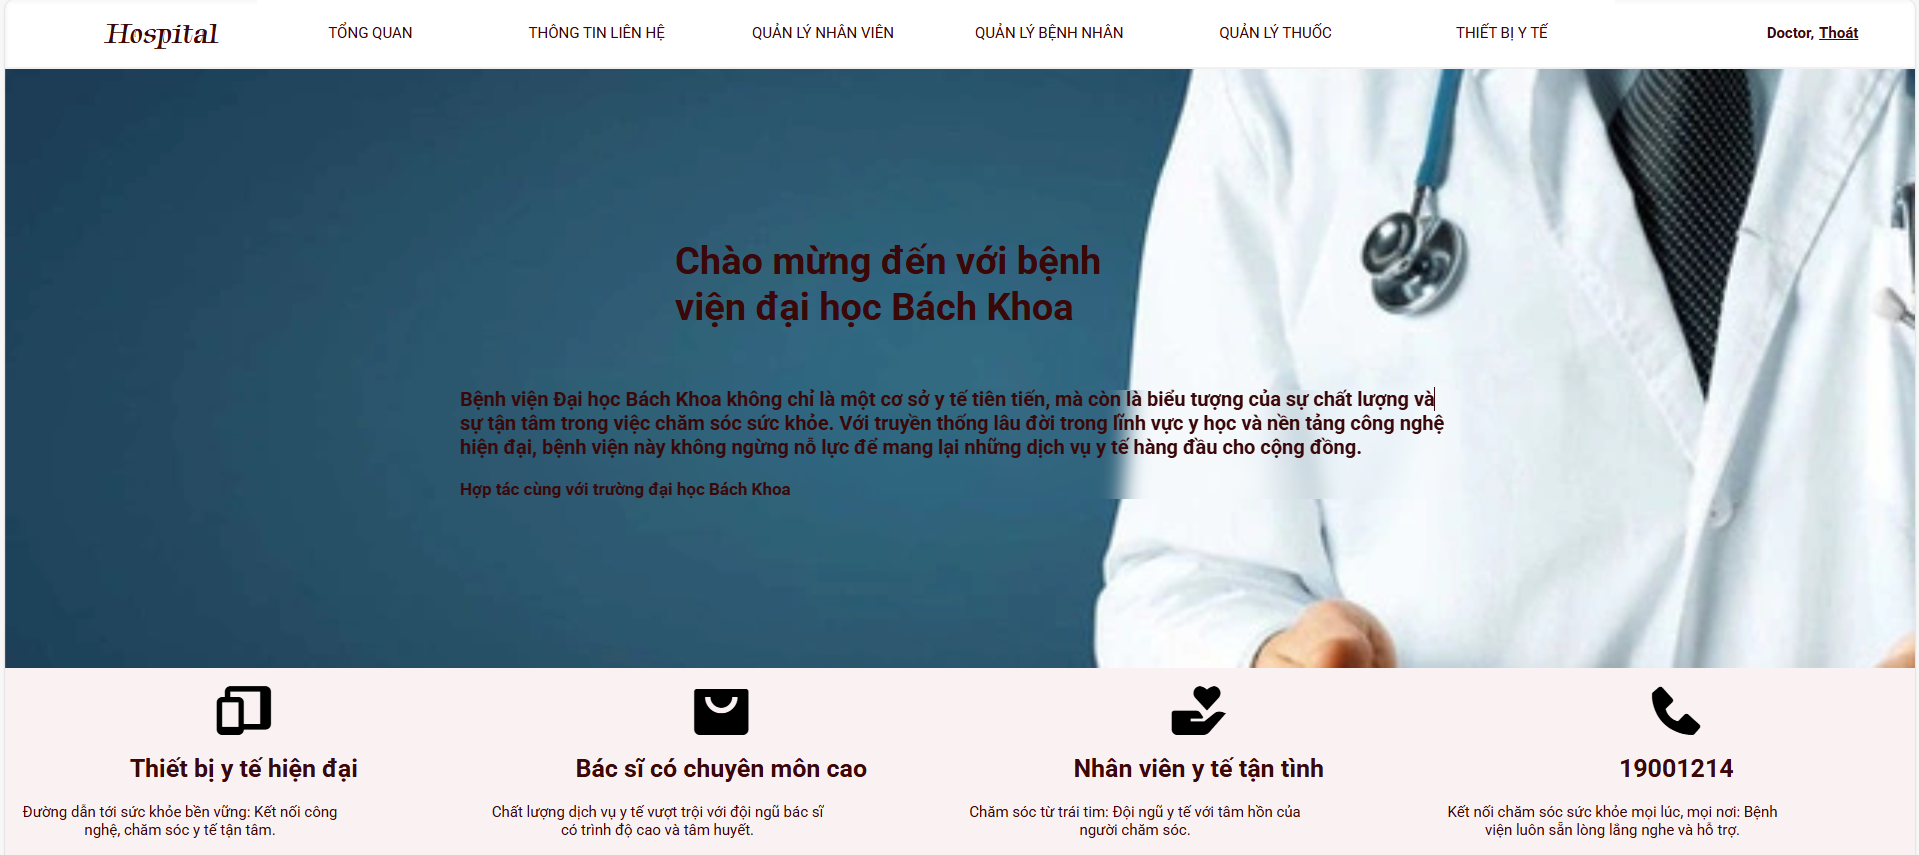 Hospital
TỔNG QUAN
THÔNG TIN LIÊN HỆ
QUẢN LÝ NHÂN VIÊN
QUẢN LÝ BỆNH NHÂN
QUẢN LÝ THUỐC
THIẾT BỊ Y TẾ
Doctor, Thoát
Chào mừng đến với bệnh
viện đại học Bách Khoa
Bệnh viện Đại học Bách Khoa không chỉ là một cơ sở y tế tiên tiến, mà còn là biểu tượng của sự chất lượng và
sự tận tâm trong việc chăm sóc sức khỏe. Với truyền thống lâu đời trong lĩnh vực y học và nền tảng công nghệ
hiện đại, bệnh viện này không ngừng nỗ lực để mang lại những dịch vụ y tế hàng đầu cho cộng đồng.
Hợp tác cùng với trường đại học Bách Khoa
Thiết bị y tế hiện đại
Đường dẫn tới sức khỏe bền vững: Kết nối công
nghệ, chăm sóc y tế tận tâm.
Bác sĩ có chuyên môn cao
Chất lượng dịch vụ y tế vượt trội với đội ngũ bác sĩ
có trình độ cao và tâm huyết.
Nhân viên y tế tận tình
Chăm sóc từ trái tim: Đội ngũ y tế với tâm hồn của
người chăm sóc.
19001214
Kết nối chăm sóc sức khỏe mọi lúc, mọi nơi: Bệnh
viện luôn sẵn lòng lắng nghe và hỗ trợ.